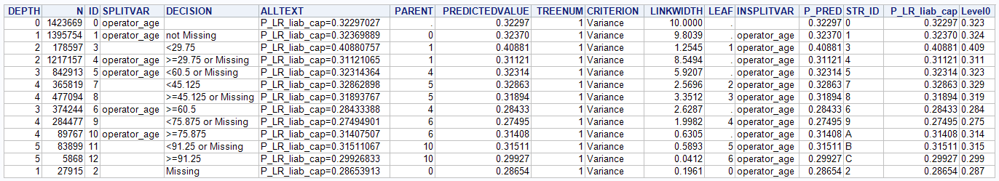 DEPTH N ID SPLITVAR DECISION ALLTEXT PARENT PREDICTEDVALUE TREENUM CRITERION LINKWIDTH LEAF INSPLITVAR P_PRED STR_ID P_LR_liab_cap Level0
0 1423669 0 operator_age P_LR_liab_cap=0.32297027 . 0.32297 1 Variance 10.0000 . 0.32297 0 0.32297 0.323
1 1395754 1 operator_age not Missing P_LR_liab_cap=0.32369889 0 0.32370 1 Variance 9.8039 . operator_age 0.32370 1 0.32370 0.324
2 178597 3 <29.75 P_LR_liab_cap=0.40880757 1 0.40881 1 Variance 1.2545 1 operator_age 0.40881 3 0.40881 0.409
2 1217157 4 operator_age >=29.75 or Missing P_LR_liab_cap=0.31121065 1 0.31121 1 Variance 8.5494 . operator_age 0.31121 4 0.31121 0.311
3 842913 5 operator_age <60.5 or Missing P_LR_liab_cap=0.32314364 4 0.32314 1 Variance 5.9207 . operator_age 0.32314 5 0.32314 0.323
4 365819 7 <45.125 P_LR_liab_cap=0.32862898 5 0.32863 1 Variance 2.5696 2 operator_age 0.32863 7 0.32863 0.329
4 477094 8 >=45.125 or Missing P_LR_liab_cap=0.31893767 5 0.31894 1 Variance 3.3512 3 operator_age 0.31894 8 0.31894 0.319
3 374244 6 operator_age >=60.5 P_LR_liab_cap=0.28433388 4 0.28433 1 Variance 2.6287 . operator_age 0.28433 6 0.28433 0.284
4 284477 9 <75.875 or Missing P_LR_liab_cap=0.27494901 6 0.27495 1 Variance 1.9982 4 operator_age 0.27495 9 0.27495 0.275
4 89767 10 operator_age >=75.875 P_LR_liab_cap=0.31407507 6 0.31408 1 Variance 0.6305 . operator_age 0.31408 A 0.31408 0.314
5 83899 11 <91.25 or Missing P_LR_liab_cap=0.31511067 10 0.31511 1 Variance 0.5893 5 operator_age 0.31511 B 0.31511 0.315
5 5868 12 >=91.25 P_LR_liab_cap=0.29926833 10 0.29927 1 Variance 0.0412 6 operator_age 0.29927 C 0.29927 0.299
1 27915 2 Missing P_LR_liab_cap=0.28653913 0 0.28654 1 Variance 0.1961 0 operator_age 0.28654 2 0.28654 0.287